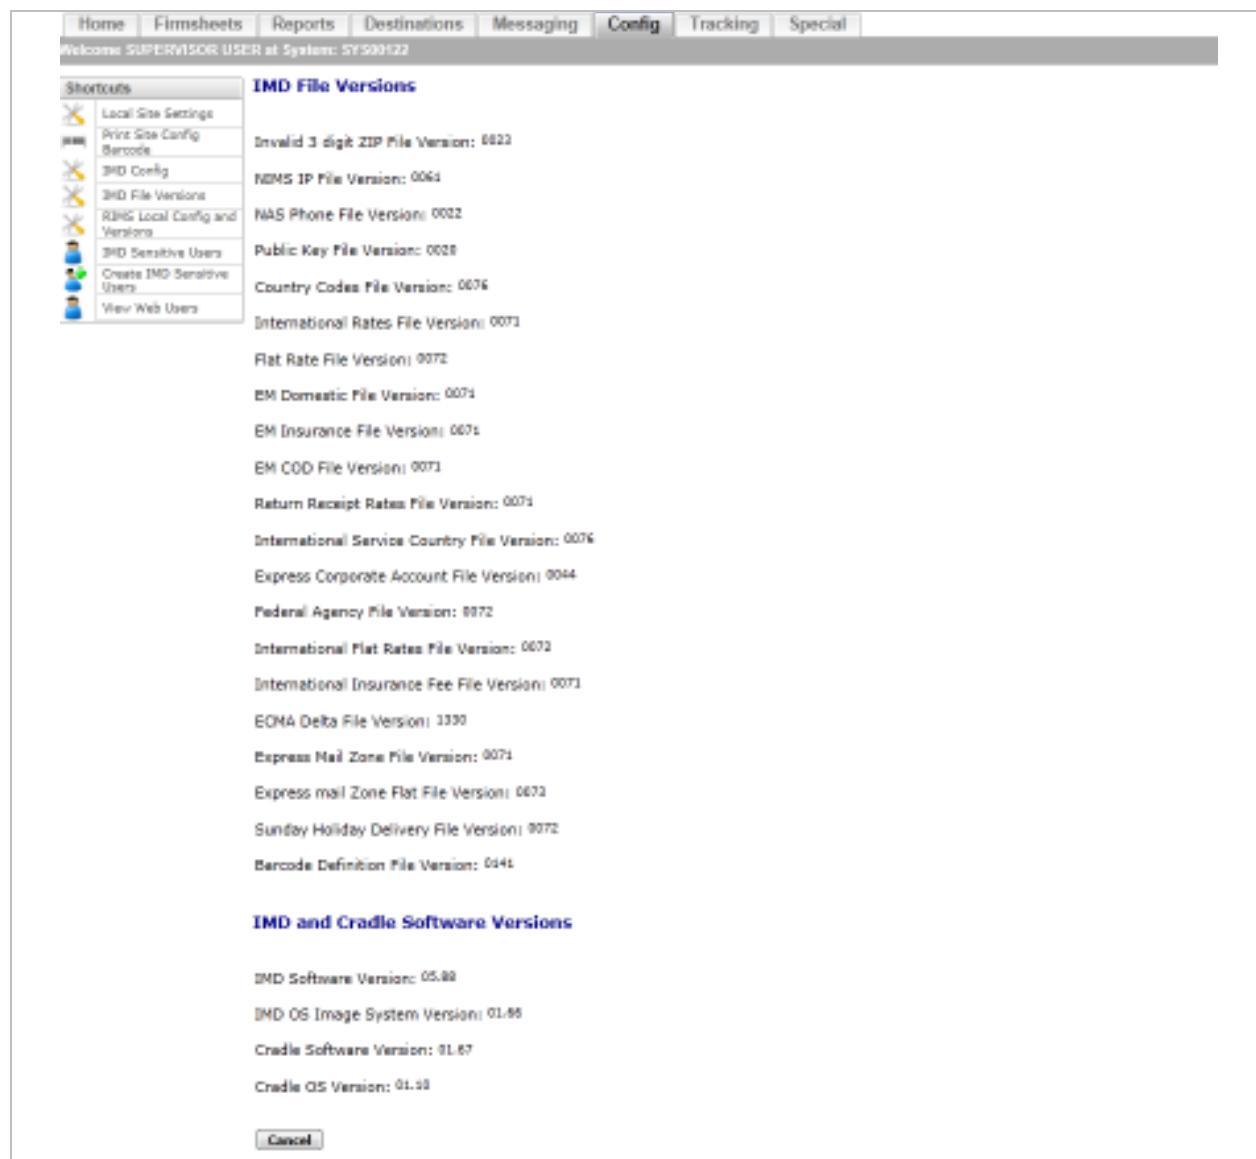 Home Firmsheets Reports Destinations Messaging Config Tracking Special
Welcome SUPERVISOR USER at System: SYS00122
Shortcuts
Local Site Settings
Print Site Config
Barcode
IMD Config
IMD File Versions
RIMS Local Config and
Versions
IMD Sensitive Users
Create IMD Sensitive
Users
View Web Users
IMD File Versions
Invalid 3 digit ZIP File Version: 0023
NIMS IP File Version: 0061
NAS Phone File Version: 0022
Public Key File Version: 0020
Country Codes File Version: 0076
International Rates File Version: 0071
Flat Rate File Version: 0072
EM Domestic File Version: 0071
EM Insurance File Version: 0071
EM COD File Version: 0071
Return Receipt Rates File Version: 0071
International Service Country File Version: 0076
Express Corporate Account File Version: 0044
Federal Agency File Version: 0072
International Flat Rates File Version: 0072
International Insurance Fee File Version: 0071
ECMA Delta File Version: 1330
Express Mail Zone File Version: 0071
Express mail Zone Flat File Version:
Sunday Holiday Delivery File Version: 0072
Barcode Definition File Version: 0141
IMD and Cradle Software Versions
IMD Software Version: 05.88
IMD OS Image System Version:
Cradle Software Version: 01.67
Cradle OS Version: 01.10
Cancel